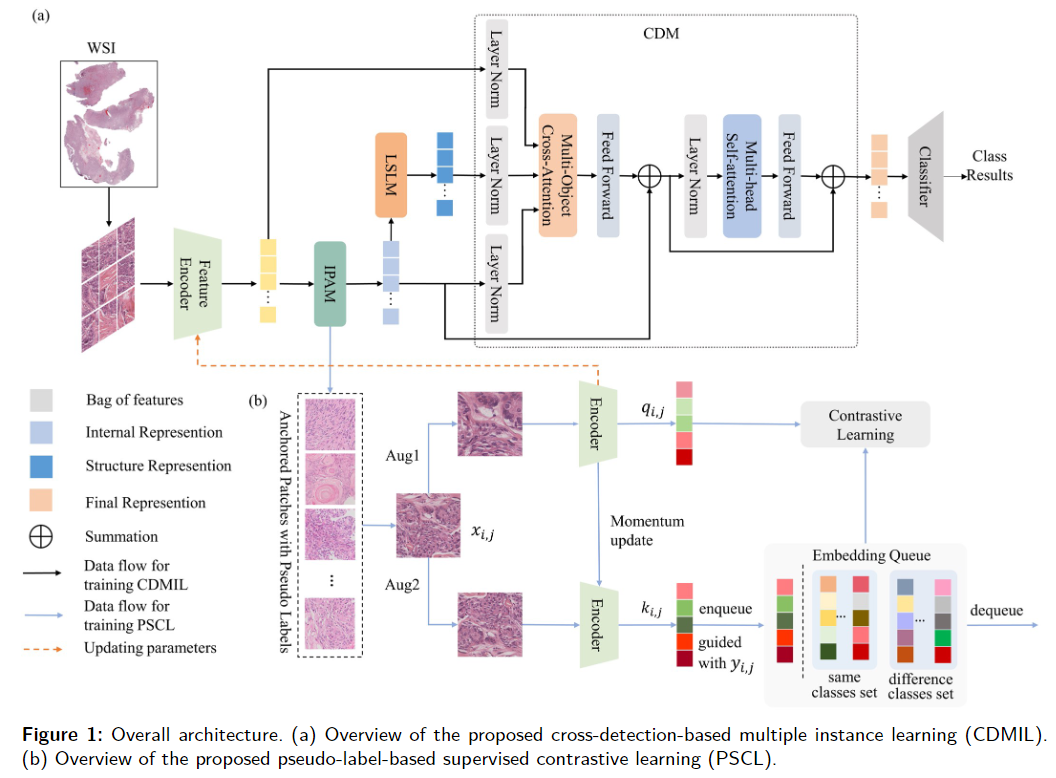 (a)
WSI
Feature
Encoder
IPAM
LSLM
CDM
Layer Norm
Layer Norm
Layer Norm
Multi-Object
Cross-Attention
Feed Forward
Layer Norm
Multi-head
Self-attention
Feed Forward
Classifier
Class
Results
Bag of features
Internal Represention
Structure Represention
Final Represention
Summation
Data flow for
training CDMIL
Data flow for
training PSCL
Updating parameters
(b)
Anchored Patches with Pseudo Labels
Aug1
Aug2
x_{i,j}
Encoder
q_{i,j}
Momentum
update
Encoder
k_{i,j}
enqueue
guided
with y_{i,j}
Contrastive
Learning
Embedding Queue
same
classes set
difference
classes set
dequeue
Figure 1: Overall architecture. (a) Overview of the proposed cross-detection-based multiple instance learning (CDMIL).
(b) Overview of the proposed pseudo-label-based supervised contrastive learning (PSCL).